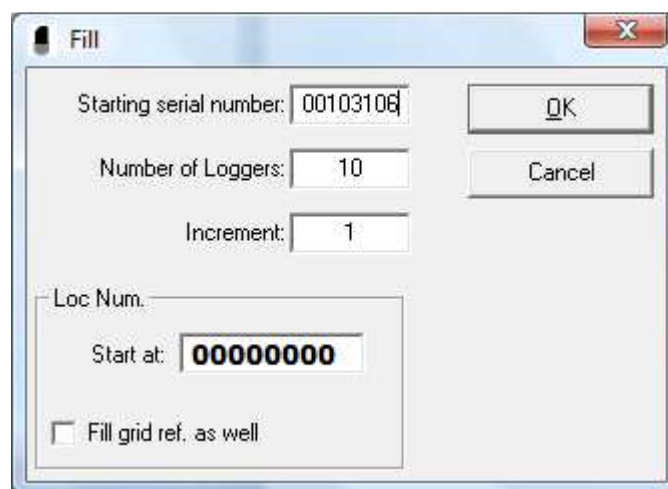 Fill
Starting serial number: 00103106
OK
Number of Loggers: 10
Cancel
Increment: 1
Loc Num.
Start at: 00000000
Fill grid ref. as well